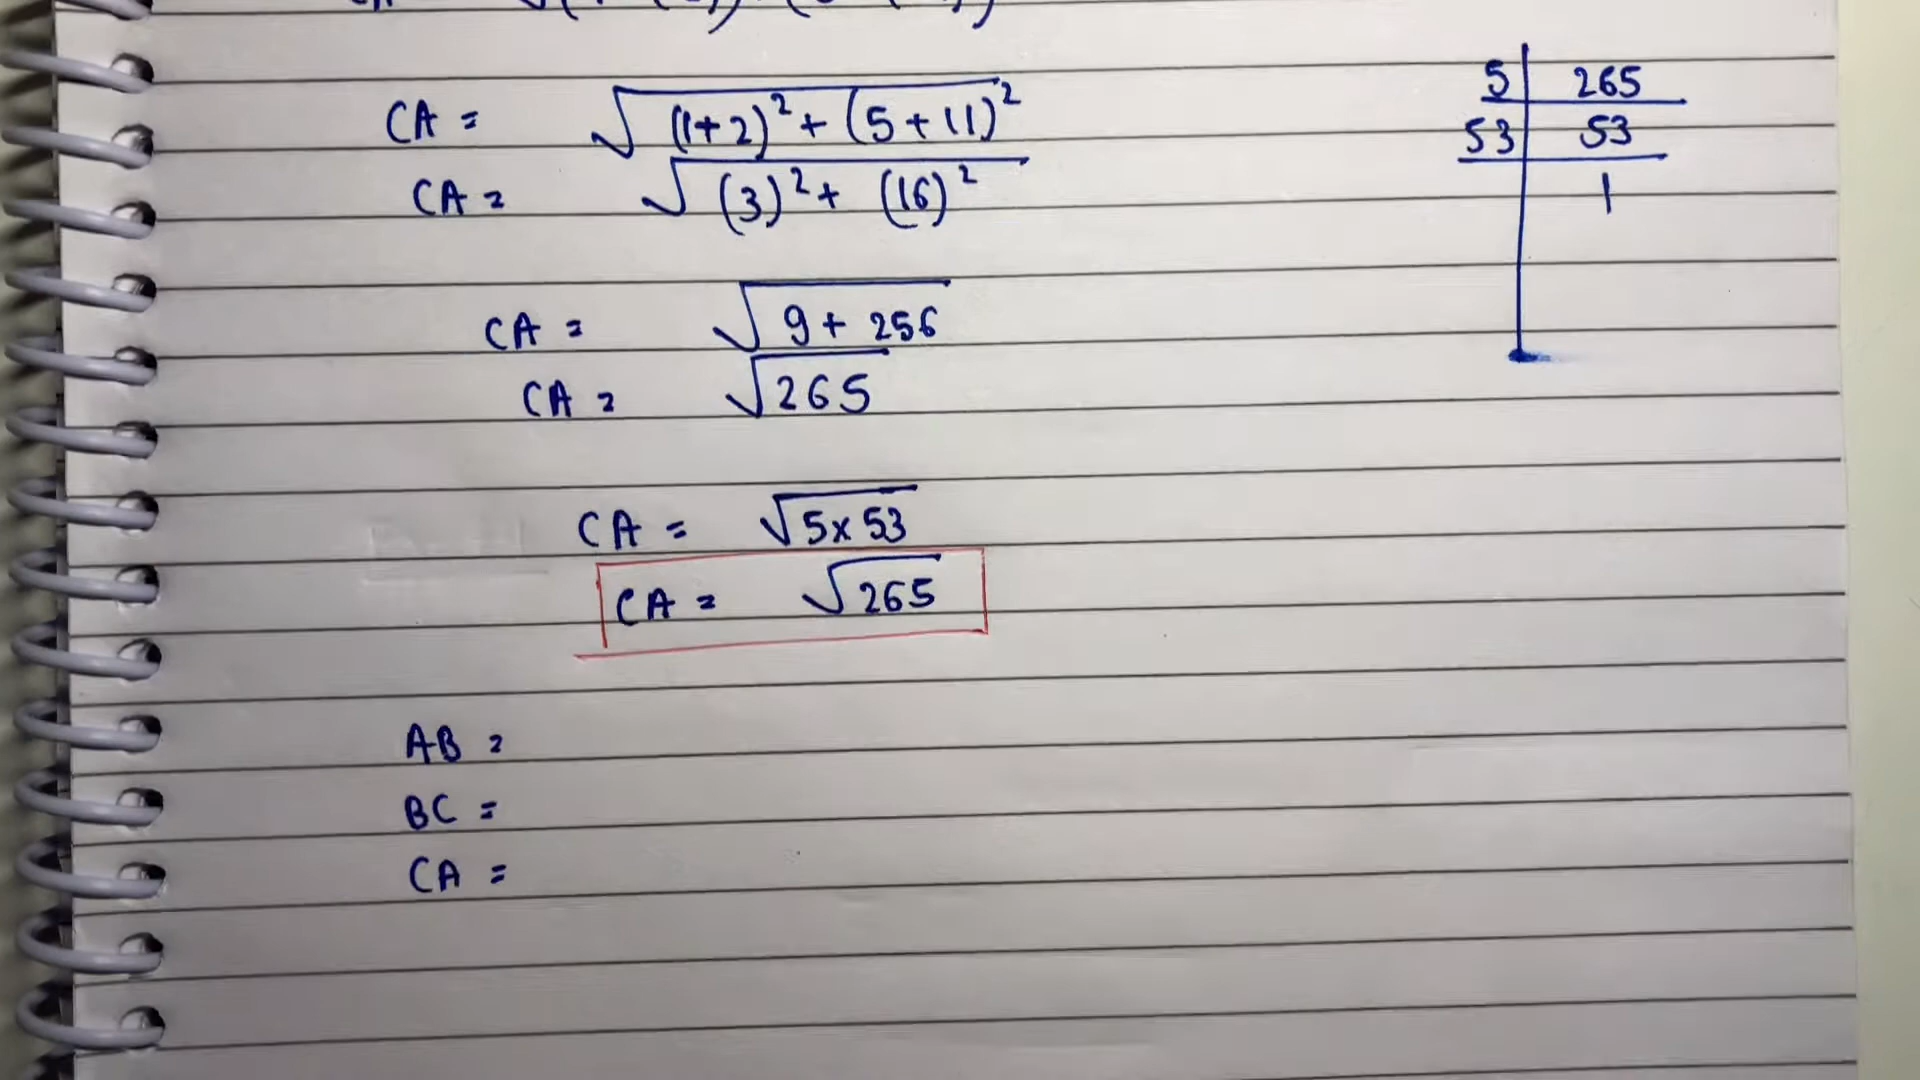 CA = √(1+2)² + (5+11)²
CA = √(3)² + (16)²
CA = √9 + 256
CA = √265
CA = √5x53
CA = √265
AB =
BC =
CA =
5 | 265
53 | 53
1